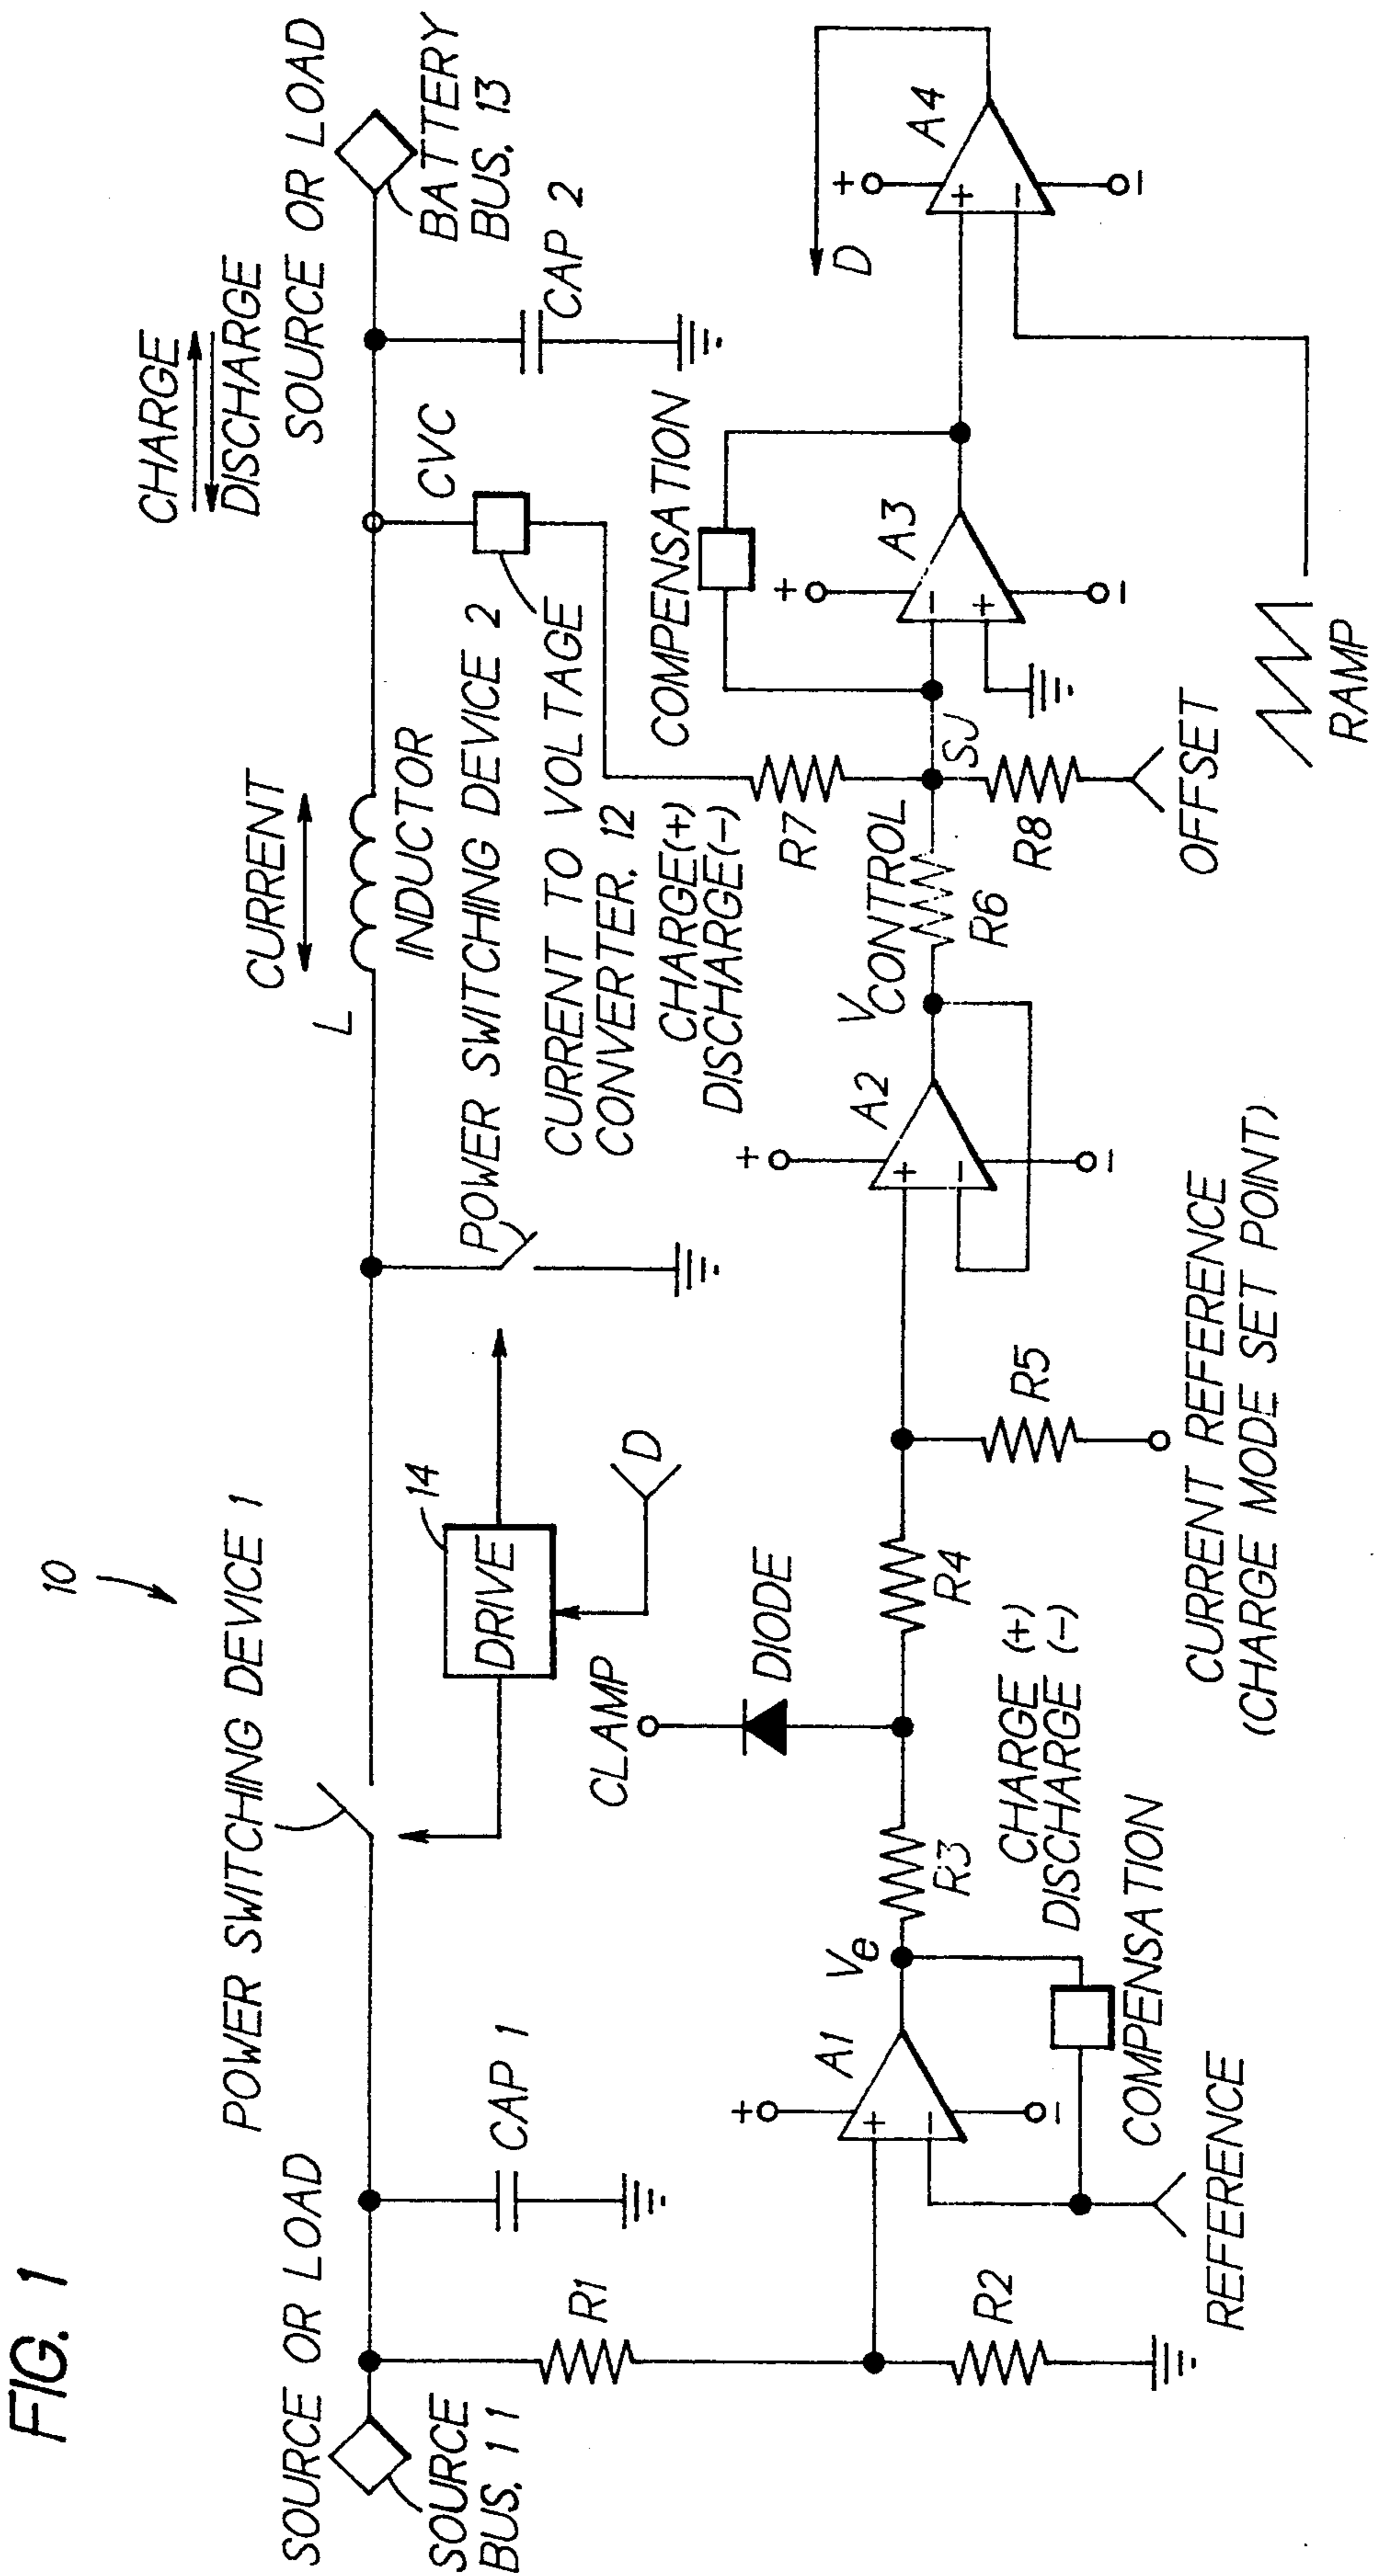 FIG. 1
10
SOURCE OR LOAD
POWER SWITCHING DEVICE 1
CURRENT
CHARGE
DISCHARGE
SOURCE OR LOAD
L
INDUCTOR
SOURCE
BUS, 11
CAP 1
14
DRIVE
D
POWER SWITCHING DEVICE 2
CVC
CURRENT TO VOLTAGE
CONVERTER, 12
CAP 2
BATTERY
BUS, 13
R1
CLAMP
DIODE
CHARGE(+)
DISCHARGE(-)
COMPENSATION
R7
D
R2
+
A1
+
-
-
Ve
R3
R4
+
A2
+
-
-
V
CONTROL
R6
SJ
R8
+
A3
-
+
-
+
A4
+
-
-
CHARGE (+)
DISCHARGE (-)
R5
COMPENSATION
REFERENCE
CURRENT REFERENCE
(CHARGE MODE SET POINT)
OFFSET
RAMP